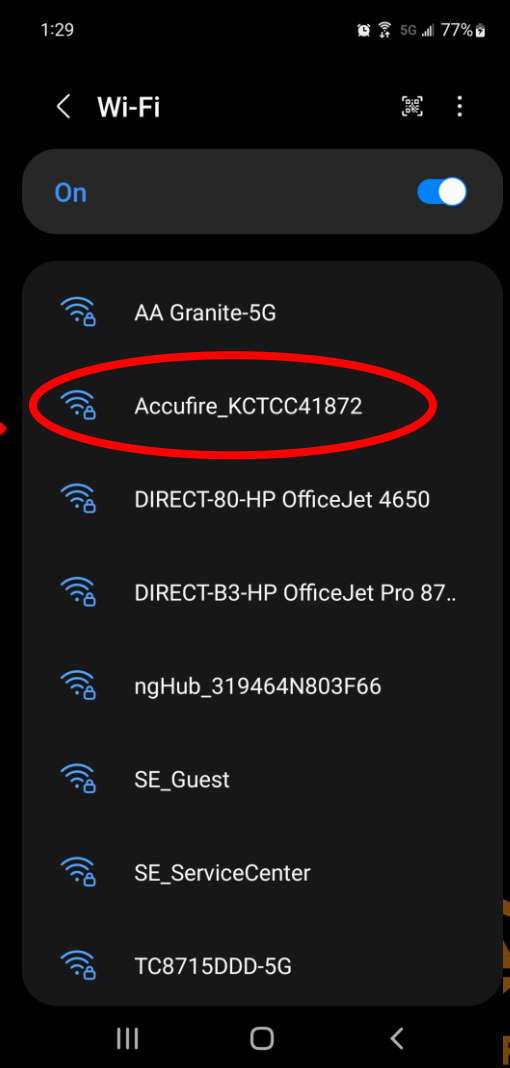 1:29 5G 77%
Wi-Fi
On
AA Granite-5G
Accufire_KCTCC41872
DIRECT-80-HP OfficeJet 4650
DIRECT-B3-HP OfficeJet Pro 87..
ngHub_319464N803F66
SE_Guest
SE_ServiceCenter
TC8715DDD-5G